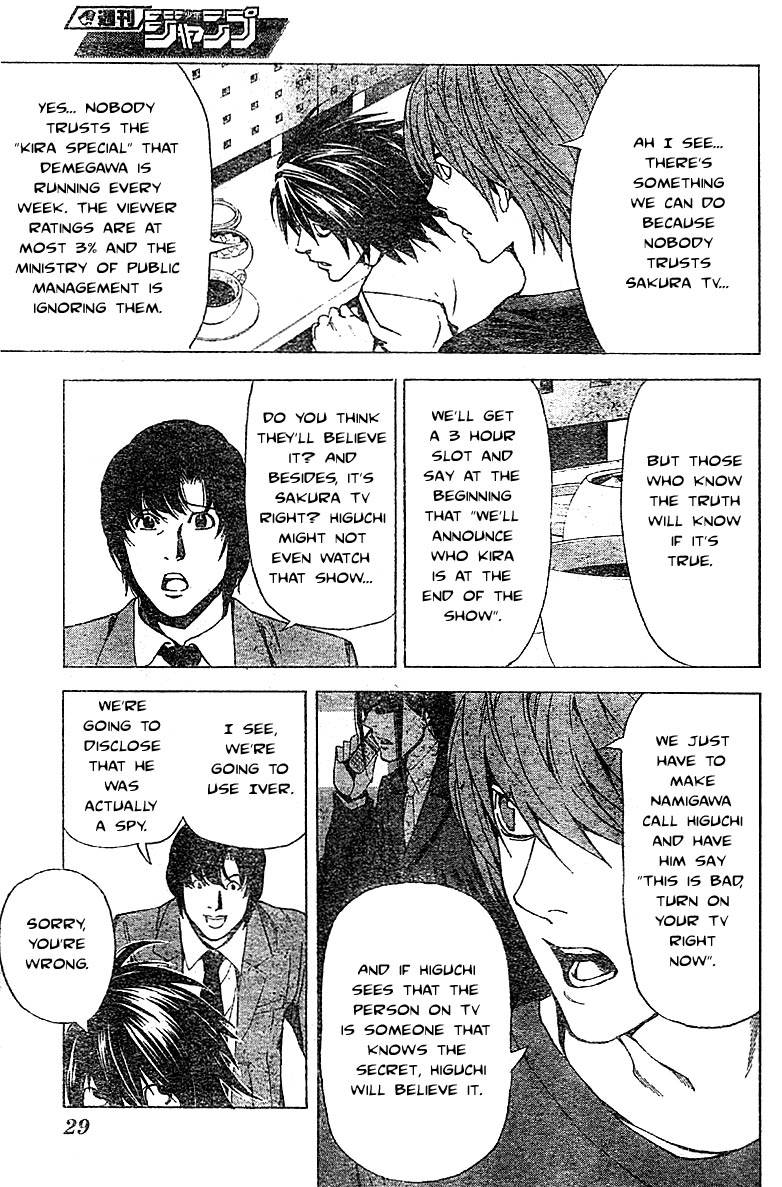 週刊
少年
ジャンプ
AH I SEE...
THERE'S
SOMETHING
WE CAN DO
BECAUSE
NOBODY
TRUSTS
SAKURA TV...
YES... NOBODY
TRUSTS THE
"KIRA SPECIAL" THAT
DEMEGAWA IS
RUNNING EVERY
WEEK. THE VIEWER
RATINGS ARE AT
MOST 3% AND THE
MINISTRY OF PUBLIC
MANAGEMENT IS
IGNORING THEM.
BUT THOSE
WHO KNOW
THE TRUTH
WILL KNOW
IF IT'S
TRUE.
WE'LL GET
A 3 HOUR
SLOT AND
SAY AT THE
BEGINNING
THAT "WE'LL
ANNOUNCE
WHO KIRA
IS AT THE
END OF THE
SHOW".
DO YOU THINK
THEY'LL BELIEVE
IT? AND
BESIDES, IT'S
SAKURA TV
RIGHT? HIGUCHI
MIGHT NOT
EVEN WATCH
THAT SHOW...
WE JUST
HAVE TO
MAKE
NAMIGAWA
CALL HIGUCHI
AND HAVE
HIM SAY
"THIS IS BAD,
TURN ON
YOUR TV
RIGHT
NOW".
AND IF HIGUCHI
SEES THAT THE
PERSON ON TV
IS SOMEONE THAT
KNOWS THE
SECRET, HIGUCHI
WILL BELIEVE IT.
I SEE,
WE'RE
GOING TO
USE IVER.
WE'RE
GOING TO
DISCLOSE
THAT HE
WAS
ACTUALLY
A SPY.
SORRY,
YOU'RE
WRONG.
29